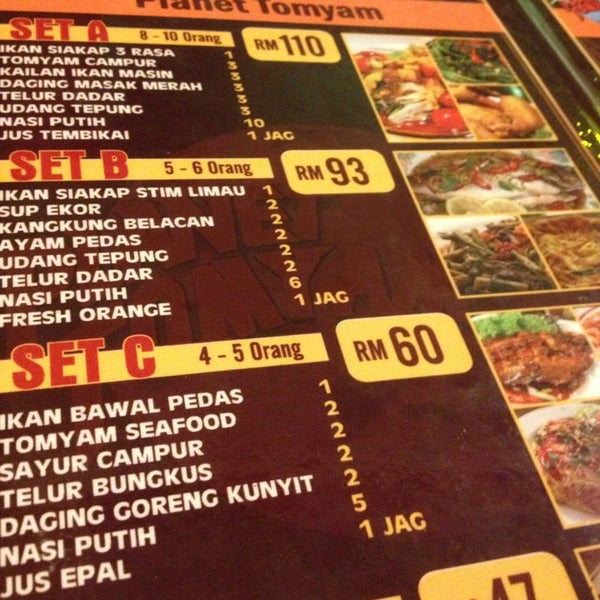 Planet Tomyam
SET A 8 - 10 Orang RM 110
IKAN SIAKAP 3 RASA 1
TOMYAM CAMPUR 3
KAILAN IKAN MASIN 3
DAGING MASAK MERAH 3
TELUR DADAR 3
UDANG TEPUNG 3
NASI PUTIH 10
JUS TEMBIKAI 1 JAG
SET B 5 - 6 Orang RM 93
IKAN SIAKAP STIM LIMAU 1
SUP EKOR 2
KANGKUNG BELACAN 2
AYAM PEDAS 2
UDANG TEPUNG 2
TELUR DADAR 2
NASI PUTIH 6
FRESH ORANGE 1 JAG
SET C 4 - 5 Orang RM 60
IKAN BAWAL PEDAS 1
TOMYAM SEAFOOD 2
SAYUR CAMPUR 2
TELUR BUNGKUS 2
DAGING GORENG KUNYIT 2
NASI PUTIH 5
JUS EPAL 1 JAG
47